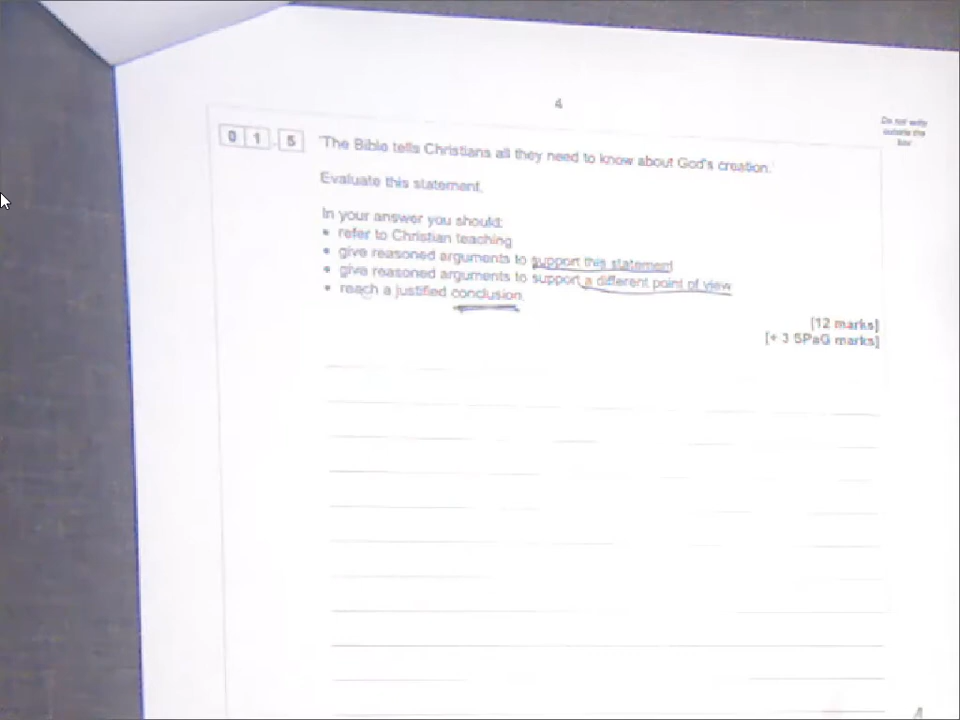 4
Do not write
outside the
box
0 1 . 5 'The Bible tells Christians all they need to know about God's creation.'
Evaluate this statement.
In your answer you should:
• refer to Christian teaching
• give reasoned arguments to support this statement
• give reasoned arguments to support a different point of view
• reach a justified conclusion.
[12 marks]
[+ 3 SPaG marks]